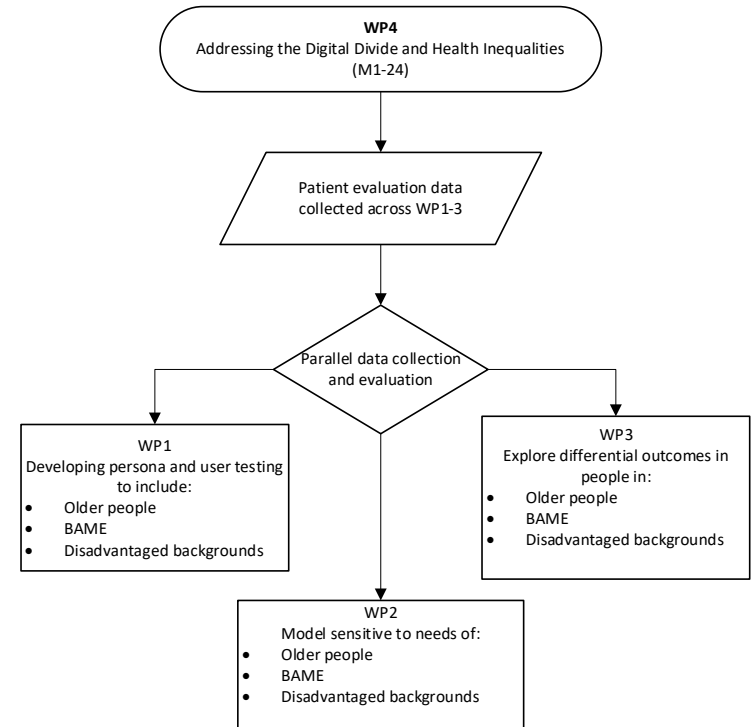 WP4
Addressing the Digital Divide and Health Inequalities
(M1-24)
Patient evaluation data
collected across WP1-3
Parallel data collection
and evaluation
WP1
Developing persona and user testing
to include:
• Older people
• BAME
• Disadvantaged backgrounds
WP3
Explore differential outcomes in
people in:
• Older people
• BAME
• Disadvantaged backgrounds
WP2
Model sensitive to needs of:
• Older people
• BAME
• Disadvantaged backgrounds